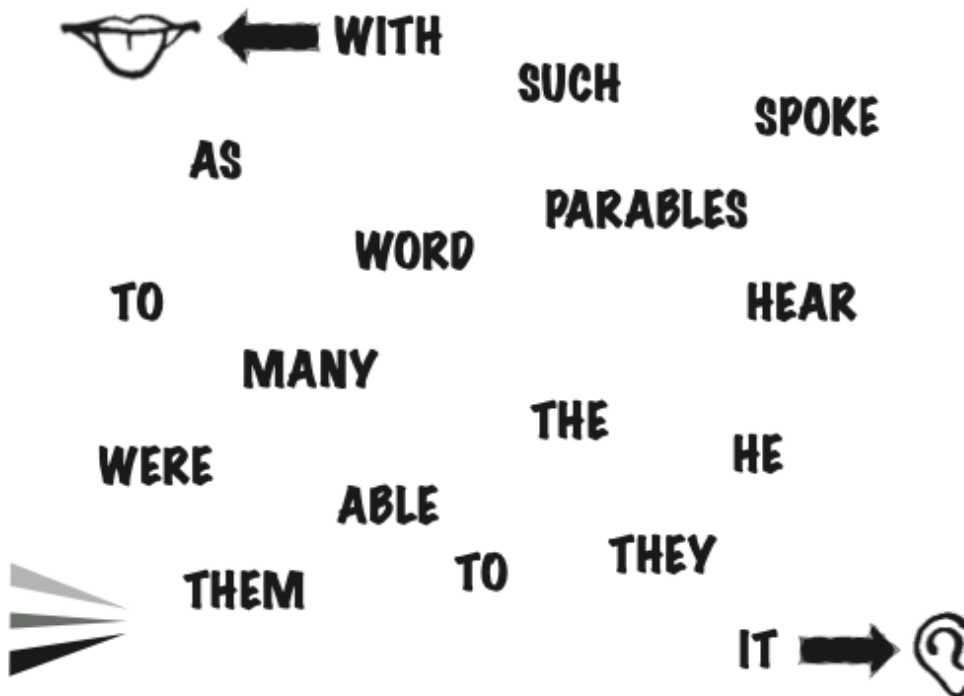 WITH
SUCH
SPOKE
AS
PARABLES
WORD
TO
HEAR
MANY
THE
HE
WERE
ABLE
THEY
TO
THEM
IT